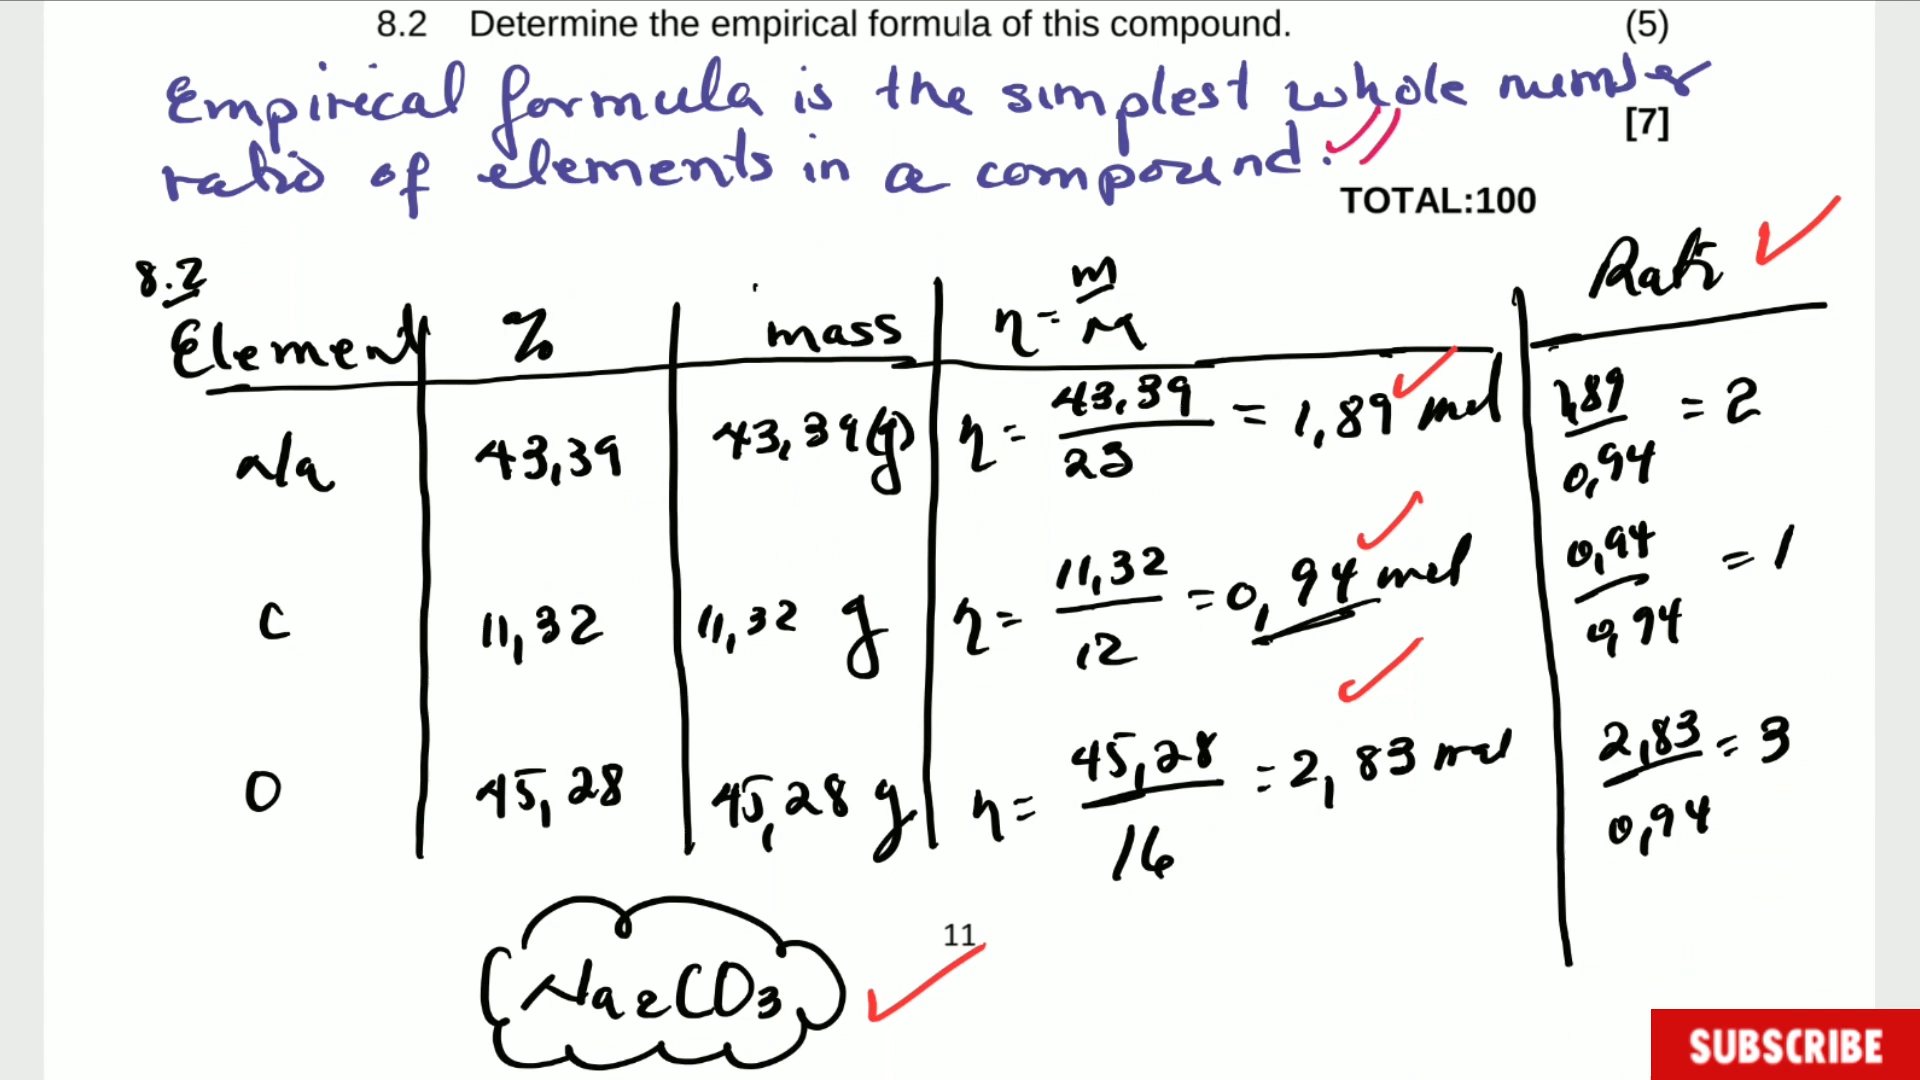 8.2 Determine the empirical formula of this compound. (5)
Empirical formula is the simplest whole number
[7]
ratio of elements in a compound.
TOTAL:100
8.2
Element % mass n = m/M Ratio
Na 43,39 43,39(g) n = 43,39/23 = 1,89 mol 1,89/0,94 = 2
C 11,32 11,32 g n = 11,32/12 = 0,94 mol 0,94/0,94 = 1
O 45,28 45,28 g n = 45,28/16 = 2,83 mol 2,83/0,94 = 3
11
Na2CO3
SUBSCRIBE